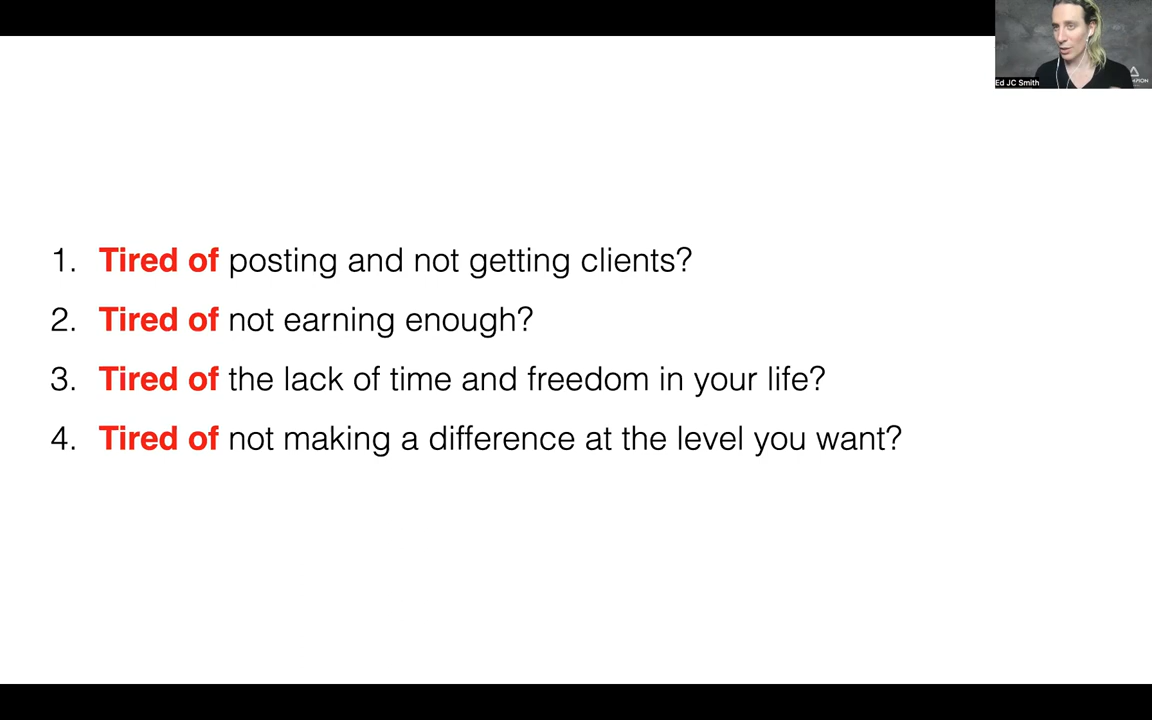 Ed JC Smith
1. Tired of posting and not getting clients?
2. Tired of not earning enough?
3. Tired of the lack of time and freedom in your life?
4. Tired of not making a difference at the level you want?